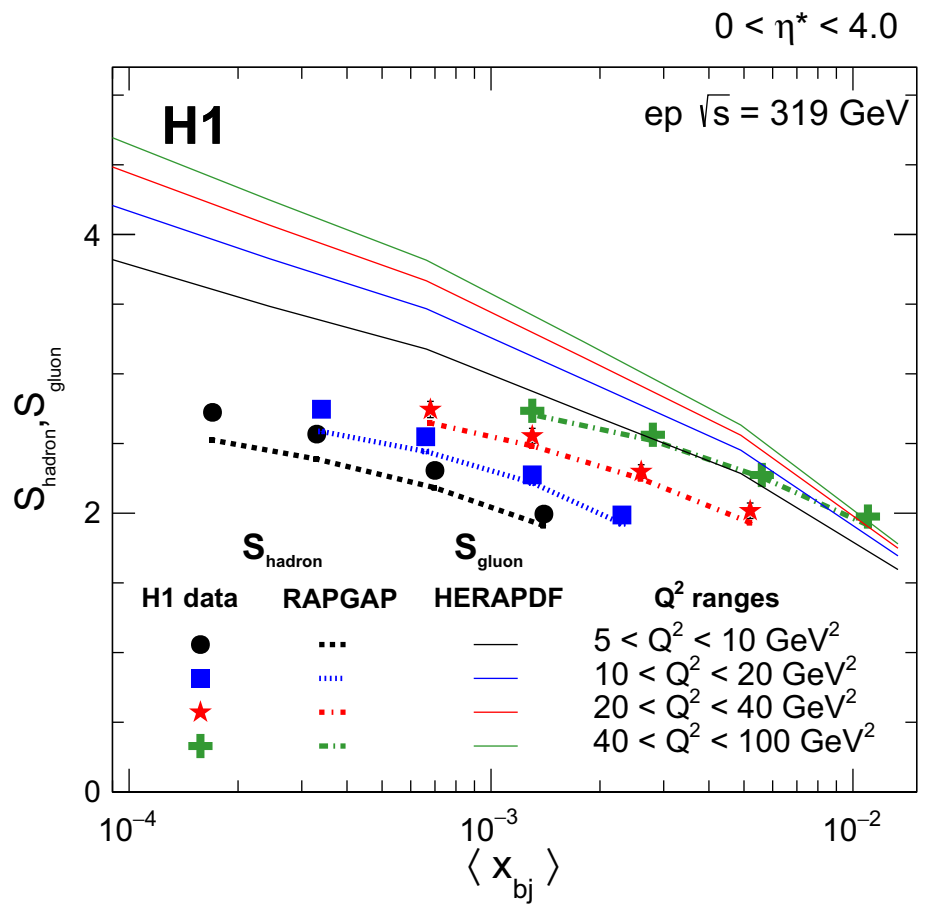 0 < η* < 4.0
H1
ep √s = 319 GeV
4
2
0
S_hadron, S_gluon
S_hadron S_gluon
H1 data RAPGAP HERAPDF Q² ranges
5 < Q² < 10 GeV²
10 < Q² < 20 GeV²
20 < Q² < 40 GeV²
40 < Q² < 100 GeV²
10⁻⁴ 10⁻³ 10⁻²
⟨ x_bj ⟩